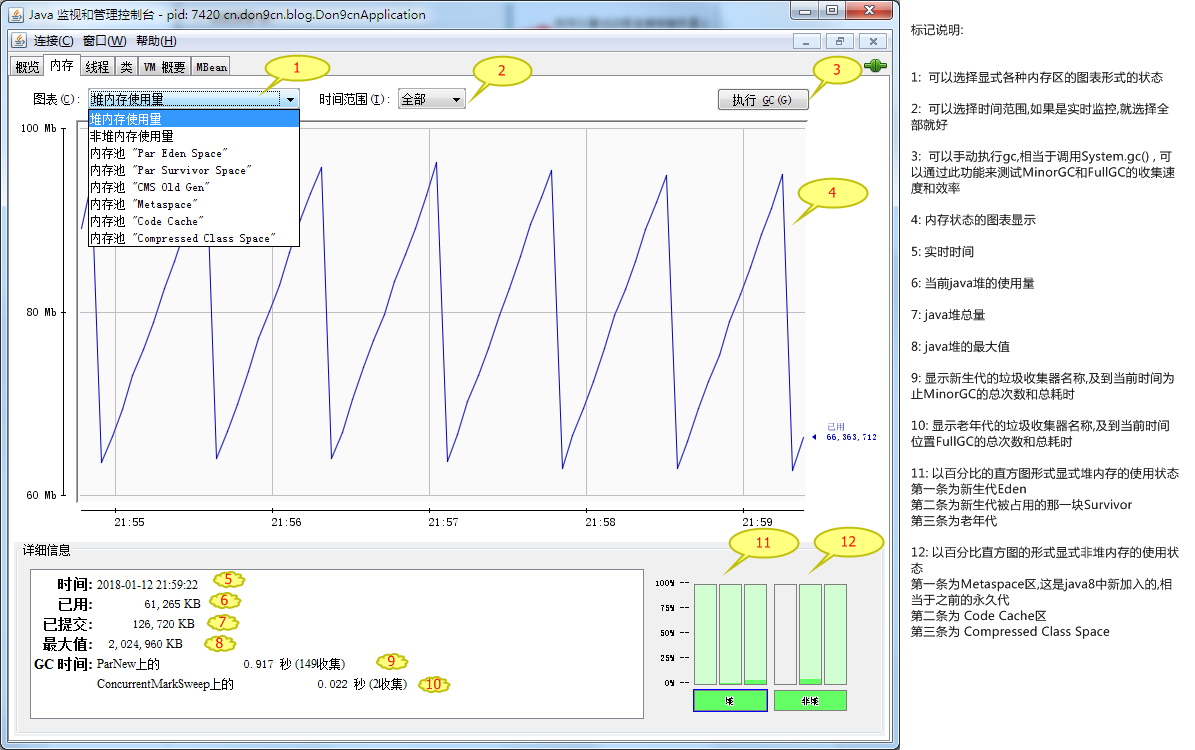 Java 监视和管理控制台 - pid: 7420 cn.don9cn.blog.Don9cnApplication
连接(C) 窗口(W) 帮助(H)
概览 内存 线程 类 VM 概要 MBean
1
2
3
图表(C): 堆内存使用量 时间范围(I): 全部 执行 GC(G)
堆内存使用量
非堆内存使用量
内存池 "Par Eden Space"
内存池 "Par Survivor Space"
内存池 "CMS Old Gen"
内存池 "Metaspace"
内存池 "Code Cache"
内存池 "Compressed Class Space"
100 Mb
80 Mb
60 Mb
4
已用
66,363,712
21:55 21:56 21:57 21:58 21:59
详细信息
时间: 2018-01-12 21:59:22 5
已用: 61,265 KB 6
已提交: 126,720 KB 7
最大值: 2,024,960 KB 8
GC 时间: ParNew上的 0.917 秒 (149收集) 9
ConcurrentMarkSweep上的 0.022 秒 (2收集) 10
11 12
100% --
75% --
50% --
25% --
0% --
堆 非堆
标记说明:
1: 可以选择显式各种内存区的图表形式的状态
2: 可以选择时间范围,如果是实时监控,就选择全
部就好
3: 可以手动执行gc,相当于调用System.gc() , 可
以通过此功能来测试MinorGC和FullGC的收集速
度和效率
4: 内存状态的图表显示
5: 实时时间
6: 当前java堆的使用量
7: java堆总量
8: java堆的最大值
9: 显示新生代的垃圾收集器名称,及到当前时间为
止MinorGC的总次数和总耗时
10: 显示老年代的垃圾收集器名称,及到当前时间
位置FullGC的总次数和总耗时
11: 以百分比的直方图形式显式堆内存的使用状态
第一条为新生代Eden
第二条为新生代被占用的那一块Survivor
第三条为老年代
12: 以百分比直方图的形式显式非堆内存的使用状
态
第一条为Metaspace区,这是java8中新加入的,相
当于之前的永久代
第二条为 Code Cache区
第三条为 Compressed Class Space